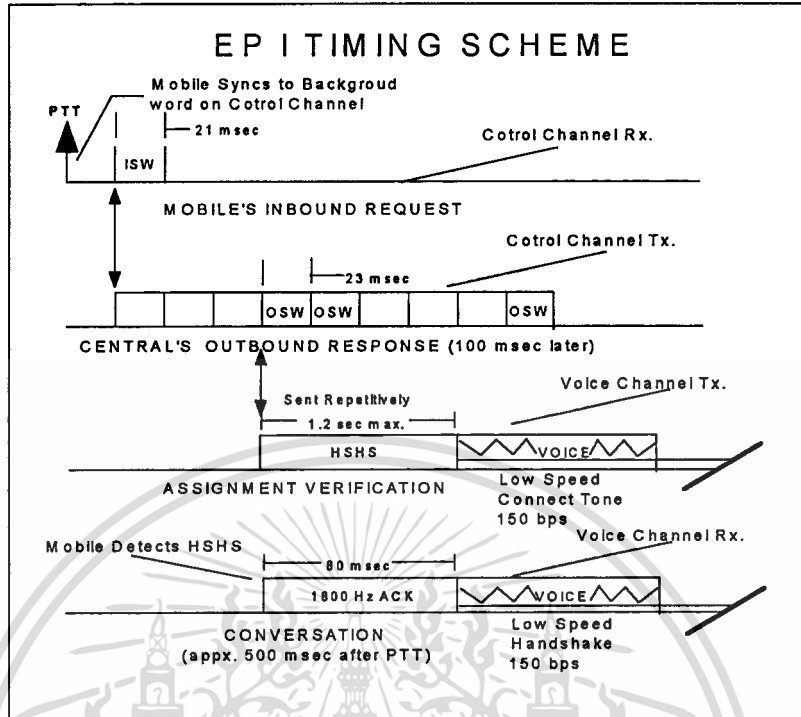 EP I TIMING SCHEME
Mobile Syncs to Backgroud
word on Cotrol Channel
PTT
21 msec
ISW
Cotrol Channel Rx.
MOBILE'S INBOUND REQUEST
Cotrol Channel Tx.
23 msec
OSW OSW OSW
CENTRAL'S OUTBOUND RESPONSE (100 msec later)
Sent Repetitively
Voice Channel Tx.
1.2 sec max.
HSHS
VOICE
ASSIGNMENT VERIFICATION
Low Speed
Connect Tone
150 bps
Mobile Detects HSHS
80 msec
Voice Channel Rx.
1800 Hz ACK
VOICE
CONVERSATION
(appx. 500 msec after PTT)
Low Speed
Handshake
150 bps